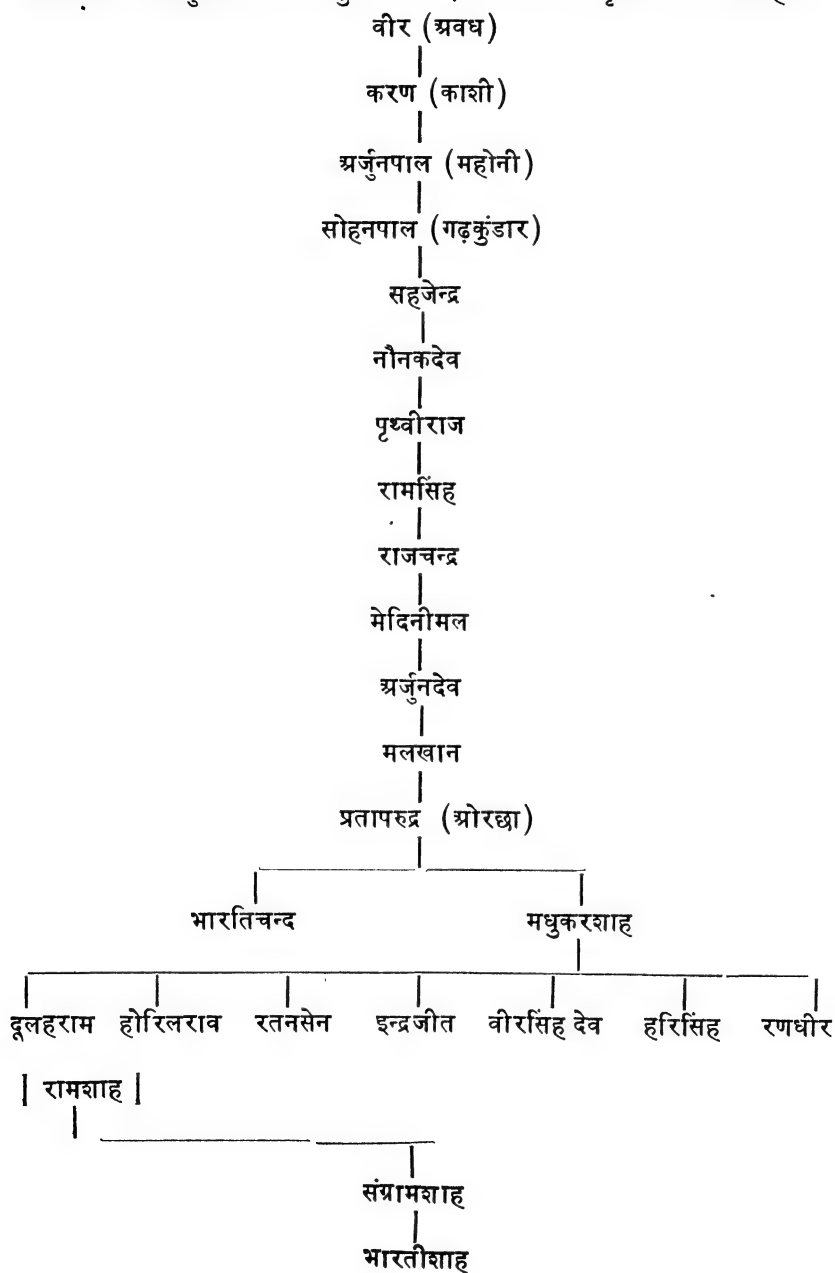 वीर (अवध)
करण (काशी)
अर्जुनपाल (महोनी)
सोहनपाल (गढ़कुंडार)
सहजेन्द्र
नौनकदेव
पृथ्वीराज
रामसिंह
राजचन्द्र
मेदिनीमल
अर्जुनदेव
मलखान
प्रतापरुद्र (ओरछा)
भारतिचन्द मधुकरशाह
दूलहराम होरिलराव रतनसेन इन्द्रजीत वीरसिंह देव हरिसिंह रणधीर
| रामशाह |
संग्रामशाह
भारतीशाह